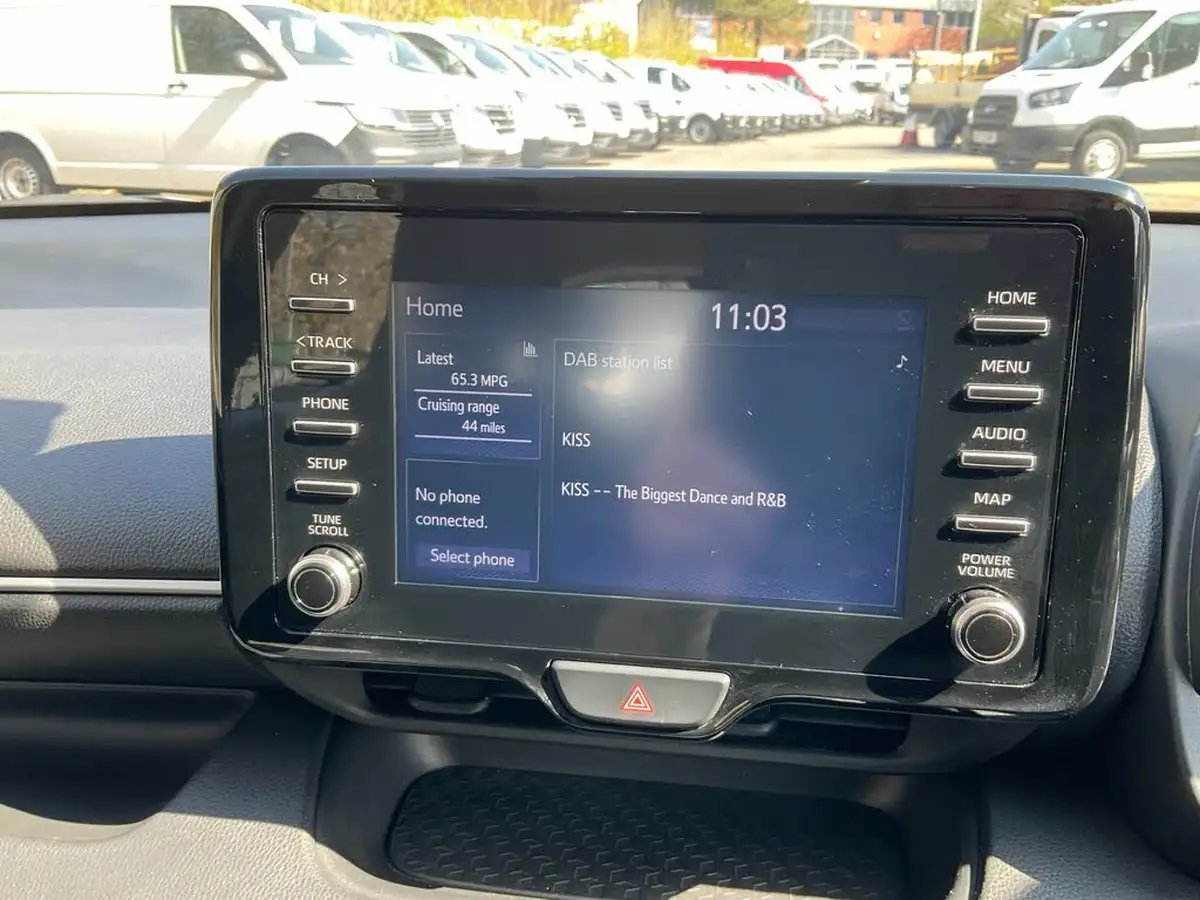 CH >
< TRACK
PHONE
SETUP
TUNE
SCROLL
Home
11:03
Latest
65.3 MPG
Cruising range
44 miles
No phone
connected.
Select phone
DAB station list
KISS
KISS -- The Biggest Dance and R&B
HOME
MENU
AUDIO
MAP
POWER
VOLUME